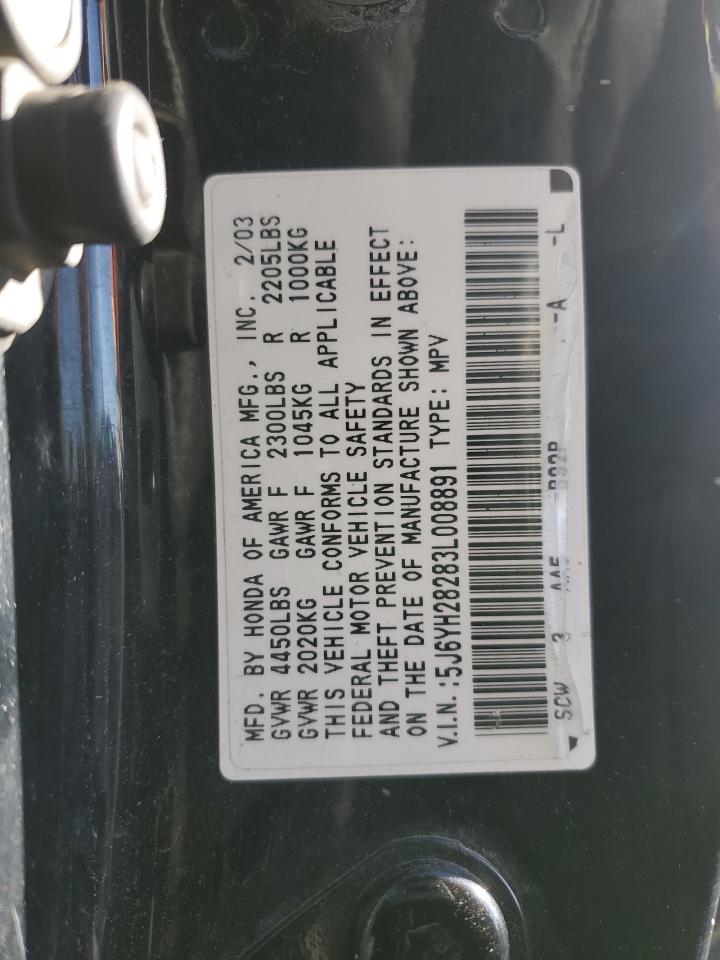 MFD. BY HONDA OF AMERICA MFG., INC. 2/03
GVWR 4450LBS GAWR F 2300LBS R 2205LBS
GVWR 2020KG GAWR F 1045KG R 1000KG
THIS VEHICLE CONFORMS TO ALL APPLICABLE
FEDERAL MOTOR VEHICLE SAFETY
AND THEFT PREVENTION STANDARDS IN EFFECT
ON THE DATE OF MANUFACTURE SHOWN ABOVE:
V.I.N.:5J6YH28283L008891 TYPE: MPV
SCW 3 -A -L